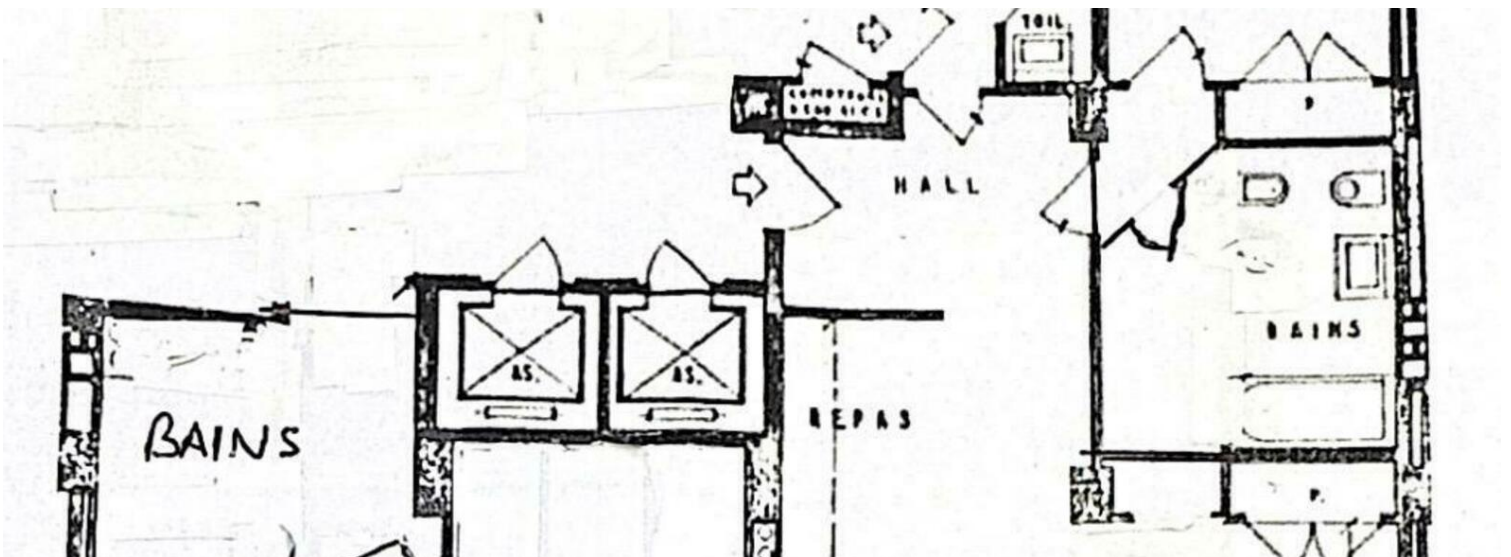 TOIL
P.
HALL
BAINS
AS.
AS.
REPAS
BAINS
P.